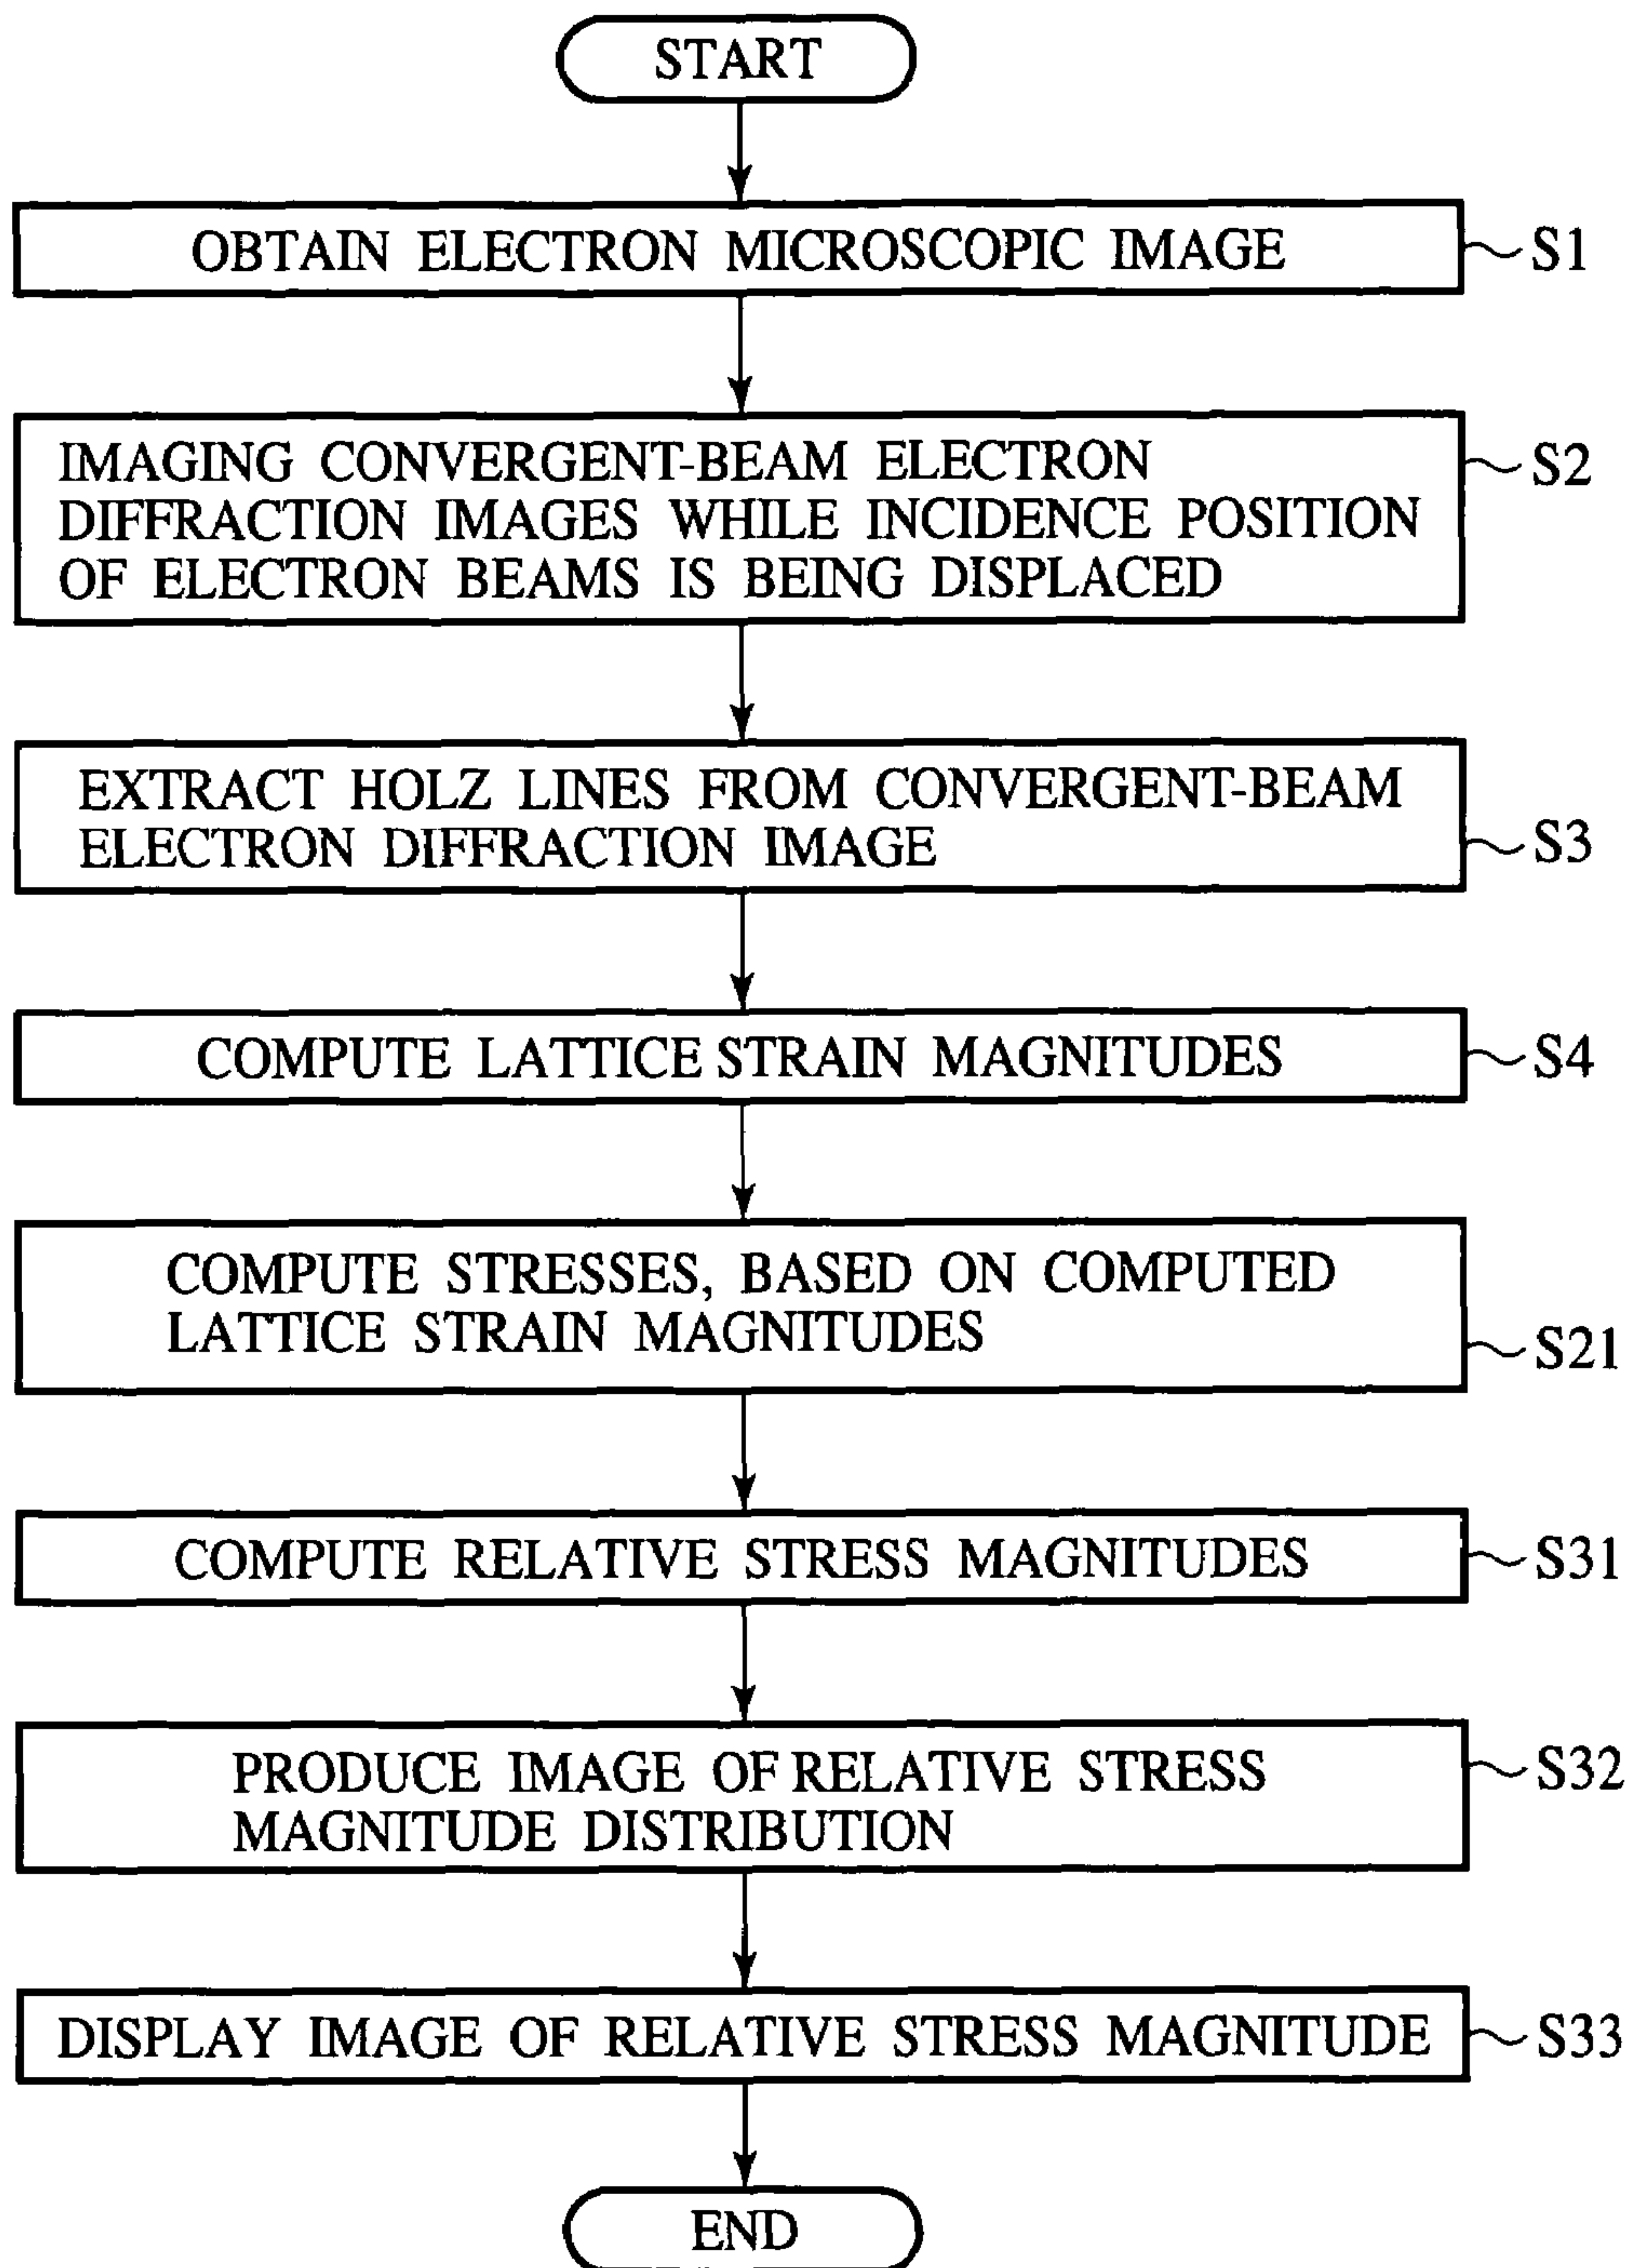 START
OBTAIN ELECTRON MICROSCOPIC IMAGE
S1
IMAGING CONVERGENT-BEAM ELECTRON
DIFFRACTION IMAGES WHILE INCIDENCE POSITION
OF ELECTRON BEAMS IS BEING DISPLACED
S2
EXTRACT HOLZ LINES FROM CONVERGENT-BEAM
ELECTRON DIFFRACTION IMAGE
S3
COMPUTE LATTICE STRAIN MAGNITUDES
S4
COMPUTE STRESSES, BASED ON COMPUTED
LATTICE STRAIN MAGNITUDES
S21
COMPUTE RELATIVE STRESS MAGNITUDES
S31
PRODUCE IMAGE OF RELATIVE STRESS
MAGNITUDE DISTRIBUTION
S32
DISPLAY IMAGE OF RELATIVE STRESS MAGNITUDE
S33
END